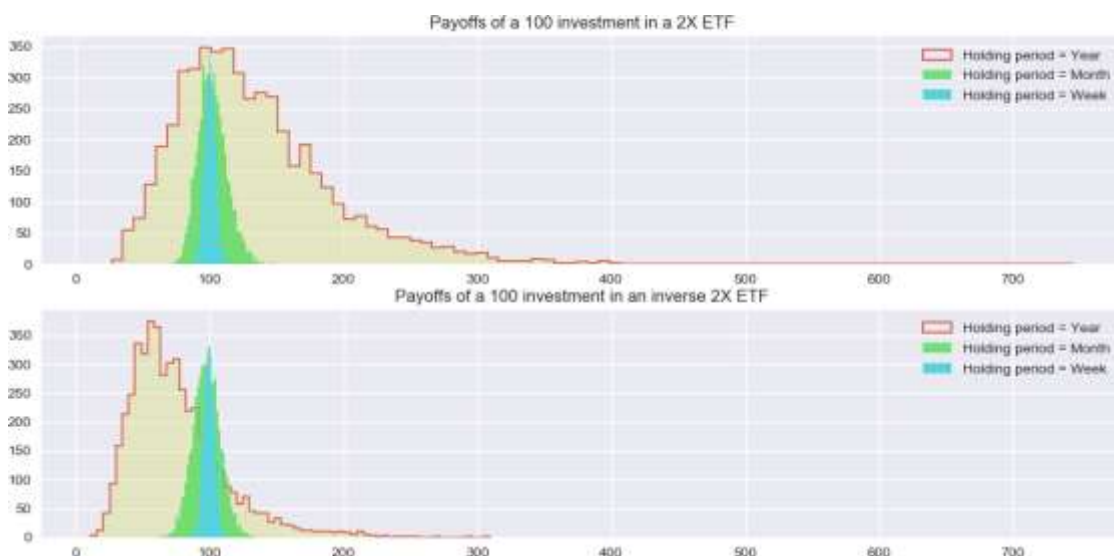 Payoffs of a 100 investment in a 2X ETF
350
300
250
200
150
100
50
0
Holding period = Year
Holding period = Month
Holding period = Week
0 100 200 300 400 500 600 700
Payoffs of a 100 investment in an inverse 2X ETF
350
300
250
200
150
100
50
0
Holding period = Year
Holding period = Month
Holding period = Week
0 100 200 300 400 500 600 700